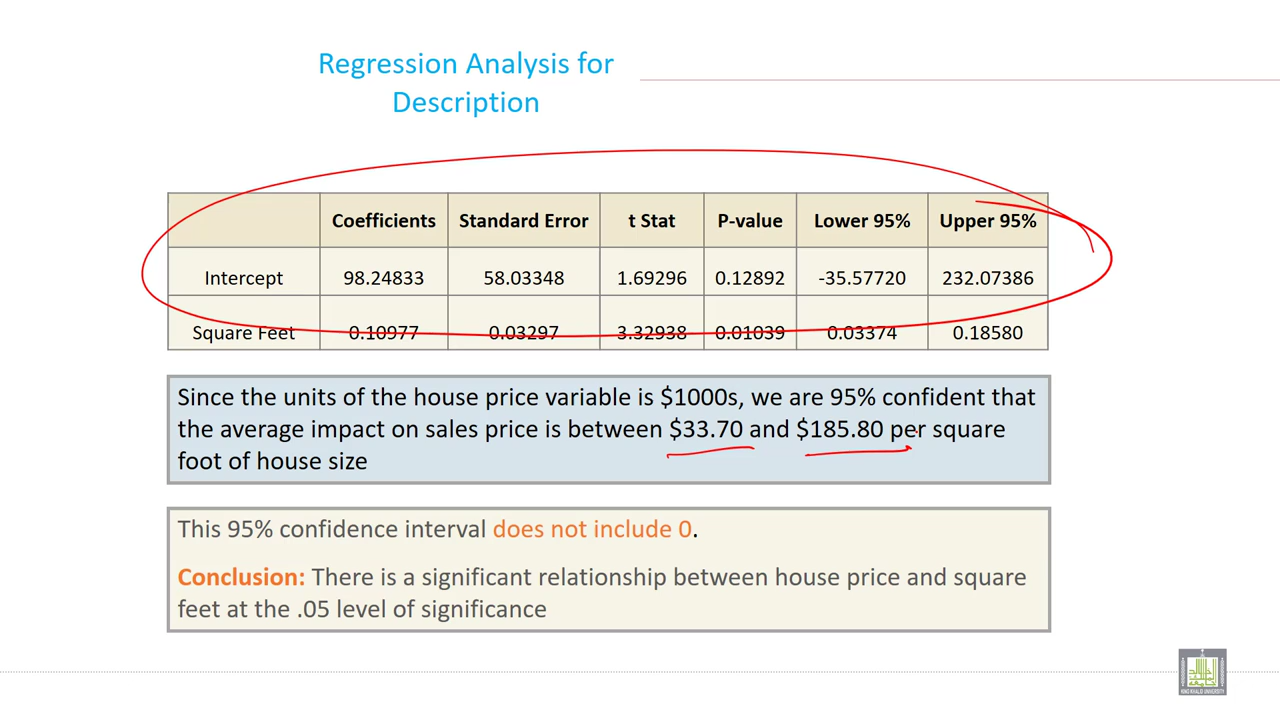 Regression Analysis for
Description
Coefficients Standard Error t Stat P-value Lower 95% Upper 95%
Intercept 98.24833 58.03348 1.69296 0.12892 -35.57720 232.07386
Square Feet 0.10977 0.03297 3.32938 0.01039 0.03374 0.18580
Since the units of the house price variable is $1000s, we are 95% confident that
the average impact on sales price is between $33.70 and $185.80 per square
foot of house size
This 95% confidence interval does not include 0.
Conclusion: There is a significant relationship between house price and square
feet at the .05 level of significance
KING KHALID UNIVERSITY